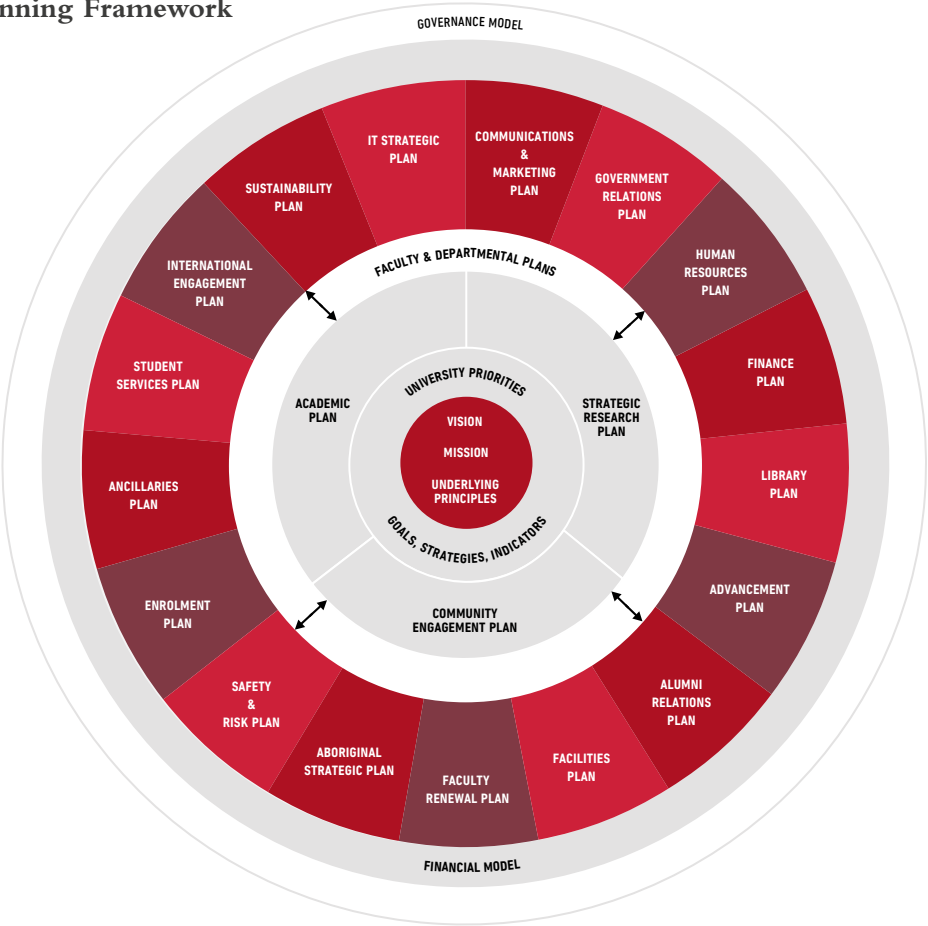 nning Framework
GOVERNANCE MODEL
COMMUNICATIONS
&
MARKETING
PLAN
GOVERNMENT
RELATIONS
PLAN
HUMAN
RESOURCES
PLAN
FINANCE
PLAN
LIBRARY
PLAN
ADVANCEMENT
PLAN
ALUMNI
RELATIONS
PLAN
FACILITIES
PLAN
FACULTY
RENEWAL PLAN
ABORIGINAL
STRATEGIC PLAN
SAFETY
&
RISK PLAN
ENROLMENT
PLAN
ANCILLARIES
PLAN
STUDENT
SERVICES PLAN
INTERNATIONAL
ENGAGEMENT
PLAN
SUSTAINABILITY
PLAN
IT STRATEGIC
PLAN
FACULTY & DEPARTMENTAL PLANS
ACADEMIC
PLAN
STRATEGIC
RESEARCH
PLAN
COMMUNITY
ENGAGEMENT PLAN
UNIVERSITY PRIORITIES
VISION
MISSION
UNDERLYING
PRINCIPLES
GOALS, STRATEGIES, INDICATORS
FINANCIAL MODEL